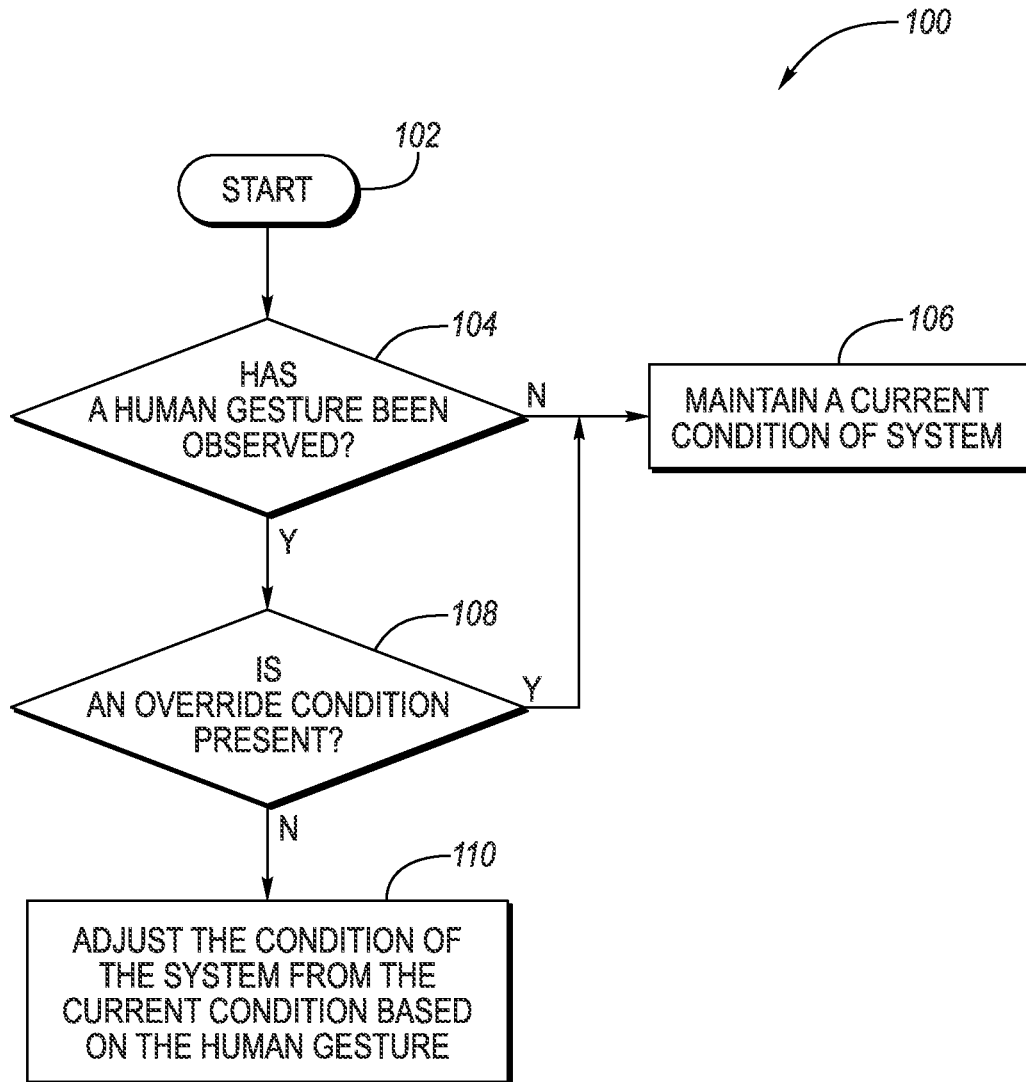 100
102
START
104
HAS
A HUMAN GESTURE BEEN
OBSERVED?
N
106
MAINTAIN A CURRENT
CONDITION OF SYSTEM
Y
108
IS
AN OVERRIDE CONDITION
PRESENT?
Y
N
110
ADJUST THE CONDITION OF
THE SYSTEM FROM THE
CURRENT CONDITION BASED
ON THE HUMAN GESTURE